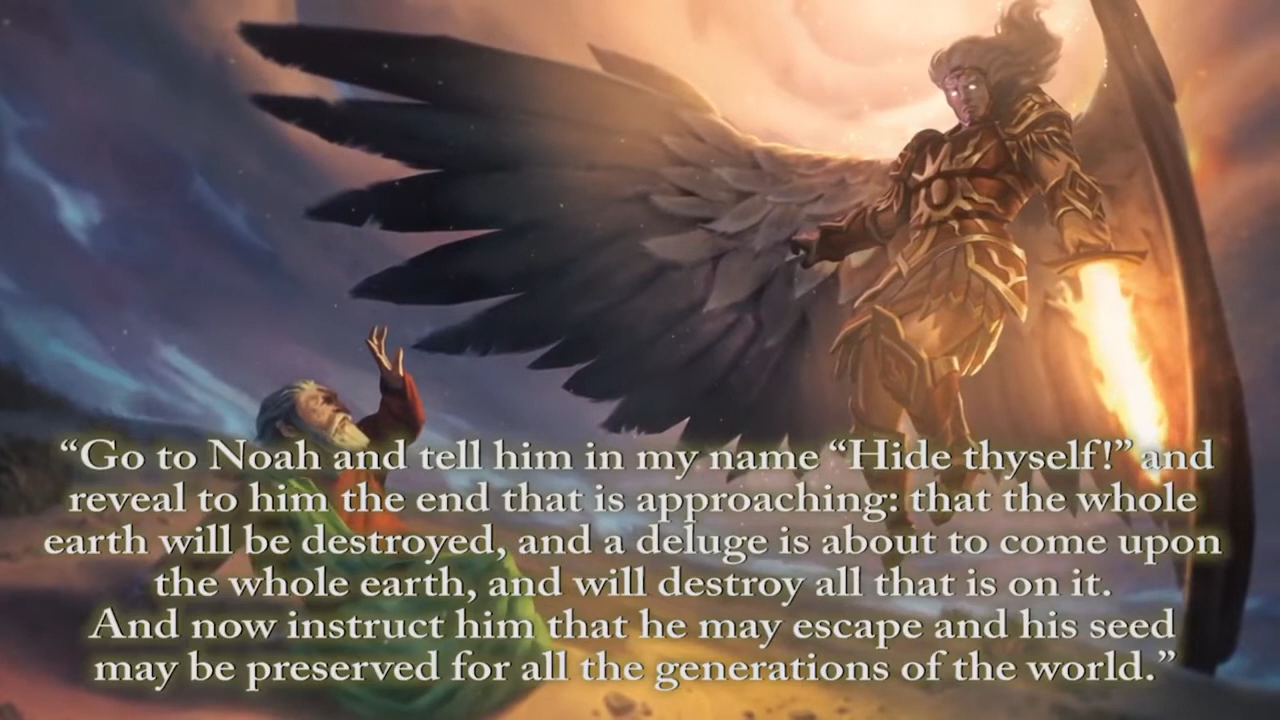 “Go to Noah and tell him in my name “Hide thyself!” and
reveal to him the end that is approaching: that the whole
earth will be destroyed, and a deluge is about to come upon
the whole earth, and will destroy all that is on it.
And now instruct him that he may escape and his seed
may be preserved for all the generations of the world.”